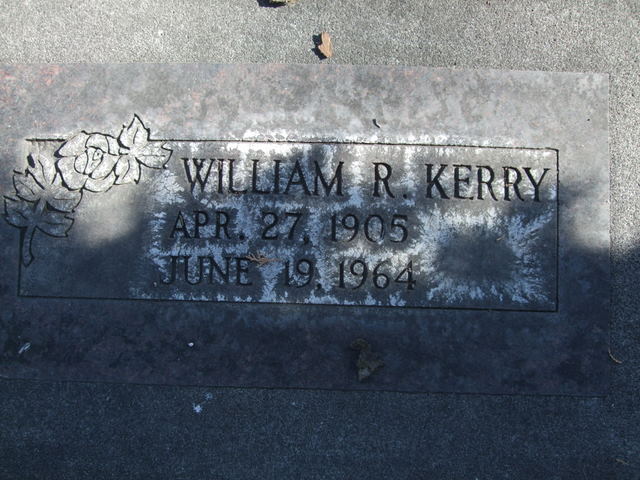 WILLIAM R. KERRY
APR. 27, 1905
JUNE 19, 1964